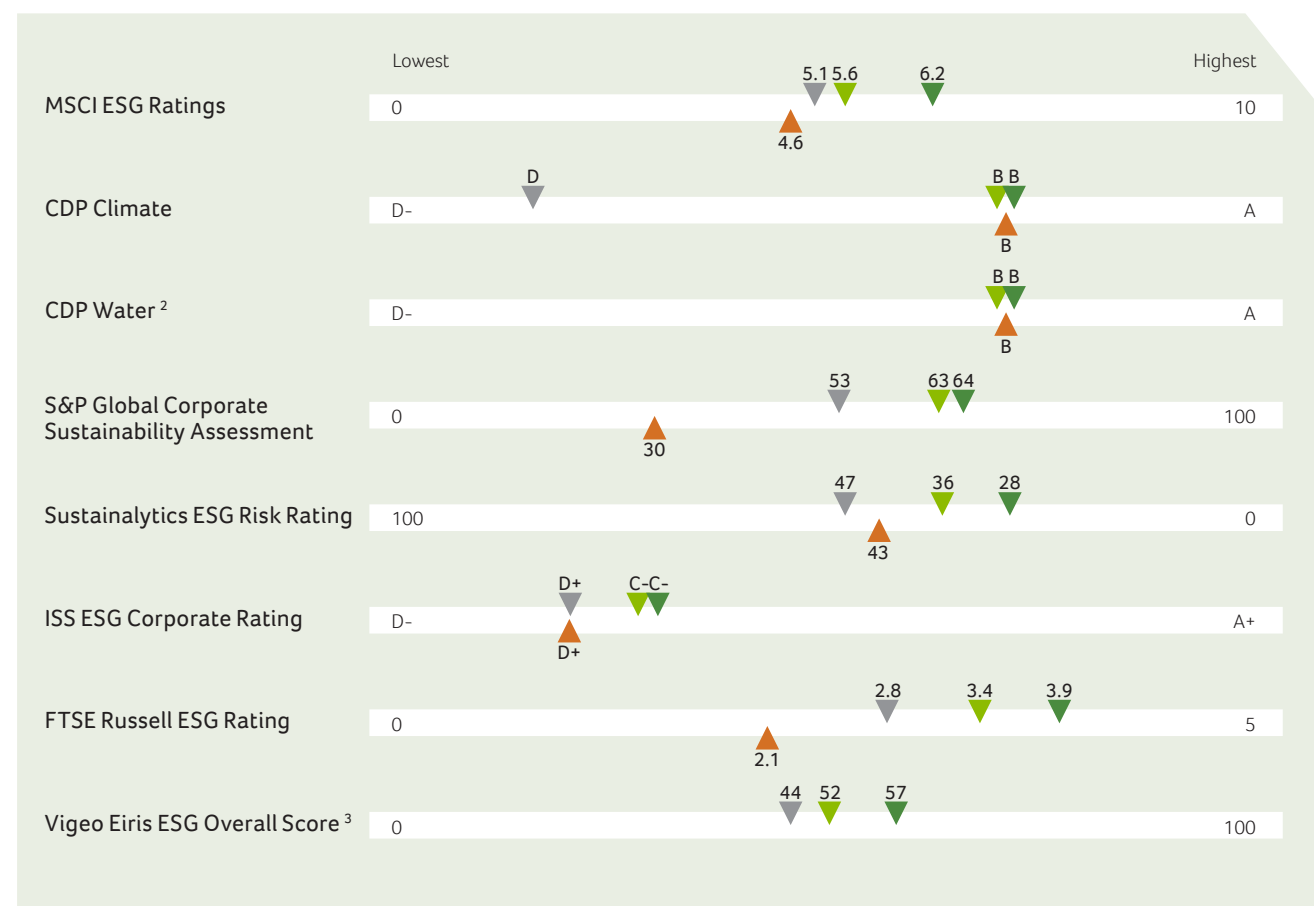 Lowest
Highest
5.1 5.6 6.2
MSCI ESG Ratings
0 10
4.6
D B B
CDP Climate
D- A
B
B B
CDP Water 2
D- A
B
53 63 64
S&P Global Corporate
Sustainability Assessment
0 100
30
47 36 28
Sustainalytics ESG Risk Rating
100 0
43
D+ C- C-
ISS ESG Corporate Rating
D- A+
D+
2.8 3.4 3.9
FTSE Russell ESG Rating
0 5
2.1
44 52 57
Vigeo Eiris ESG Overall Score 3
0 100